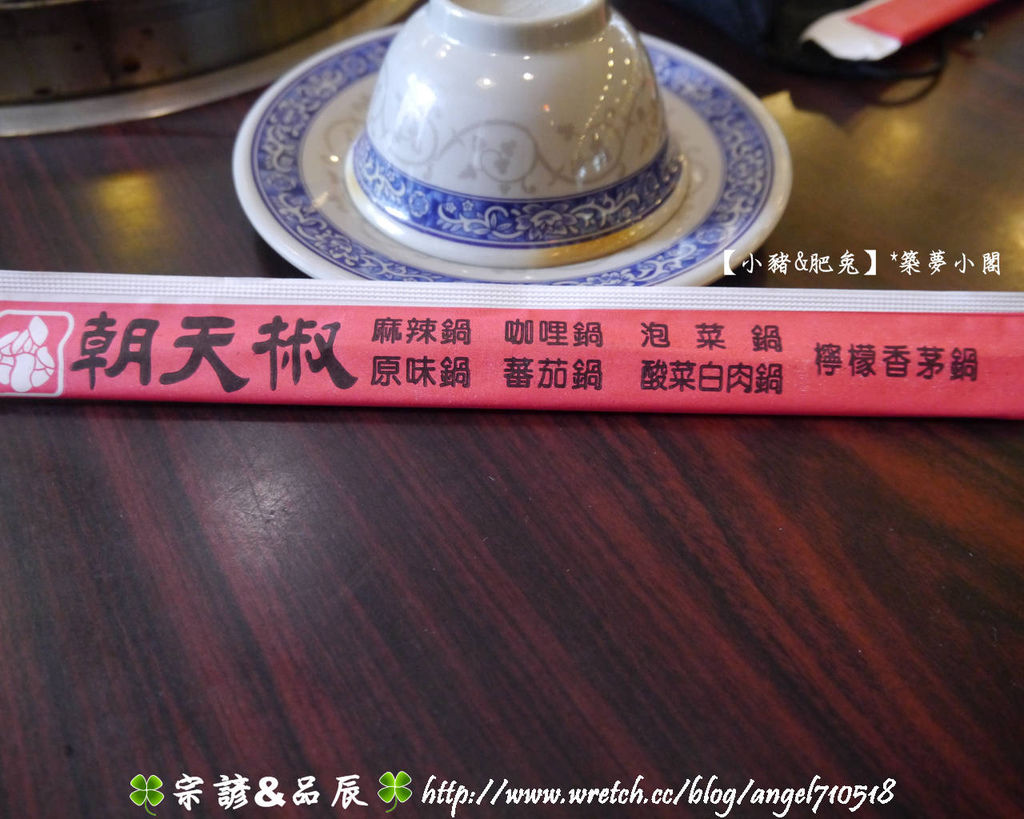 【小豬&肥兔】*築夢小閣
朝天椒 麻辣鍋 咖哩鍋 泡菜鍋 檸檬香茅鍋
原味鍋 蕃茄鍋 酸菜白肉鍋
宗諺&品辰 http://www.wretch.cc/blog/angel710518